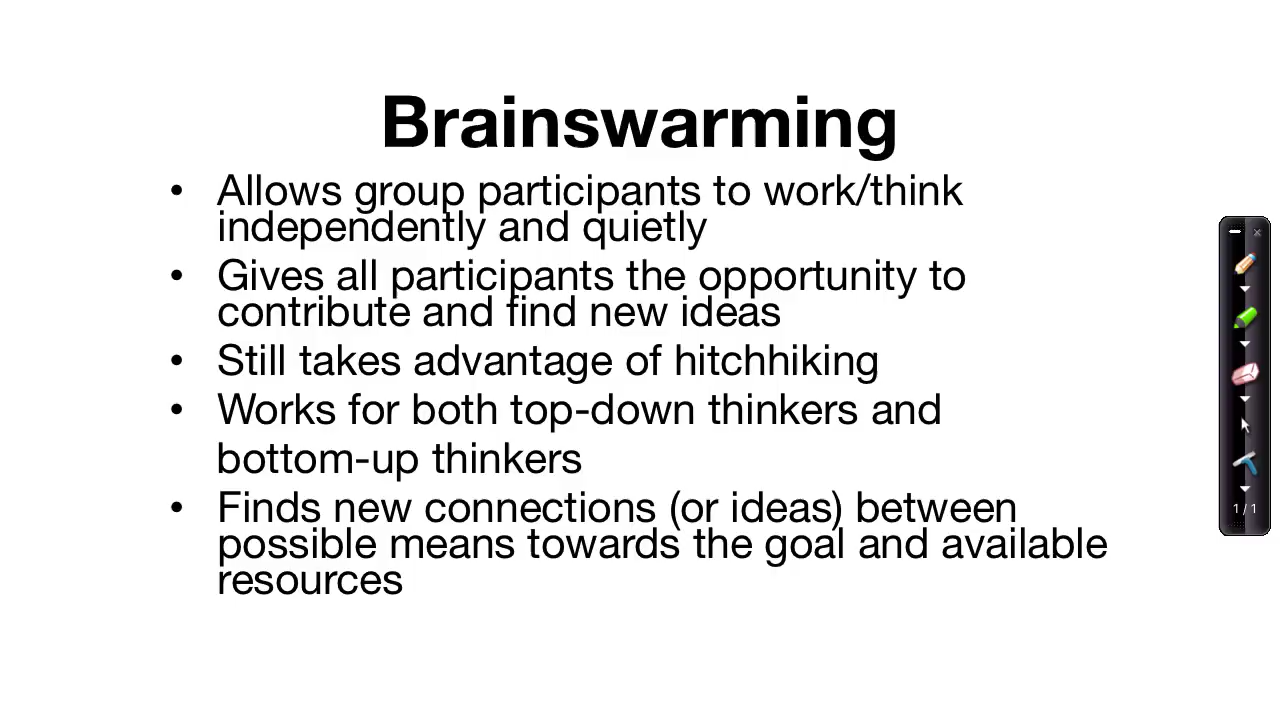 Brainswarming
• Allows group participants to work/think
independently and quietly
• Gives all participants the opportunity to
contribute and find new ideas
• Still takes advantage of hitchhiking
• Works for both top-down thinkers and
bottom-up thinkers
• Finds new connections (or ideas) between
possible means towards the goal and available
resources
1 / 1